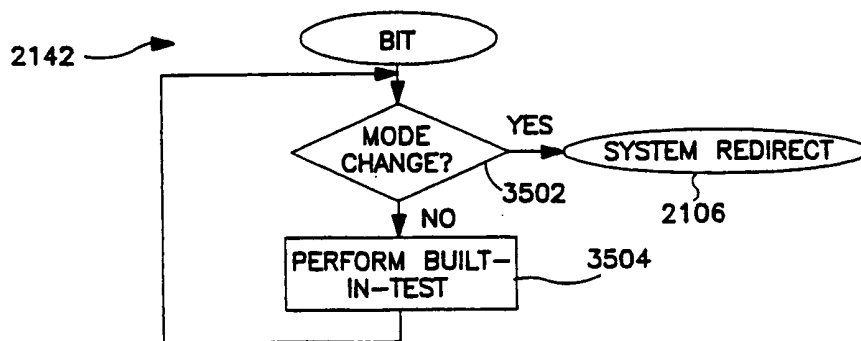 2142
BIT
MODE
CHANGE?
YES
SYSTEM REDIRECT
3502
2106
NO
PERFORM BUILT-
IN-TEST
3504